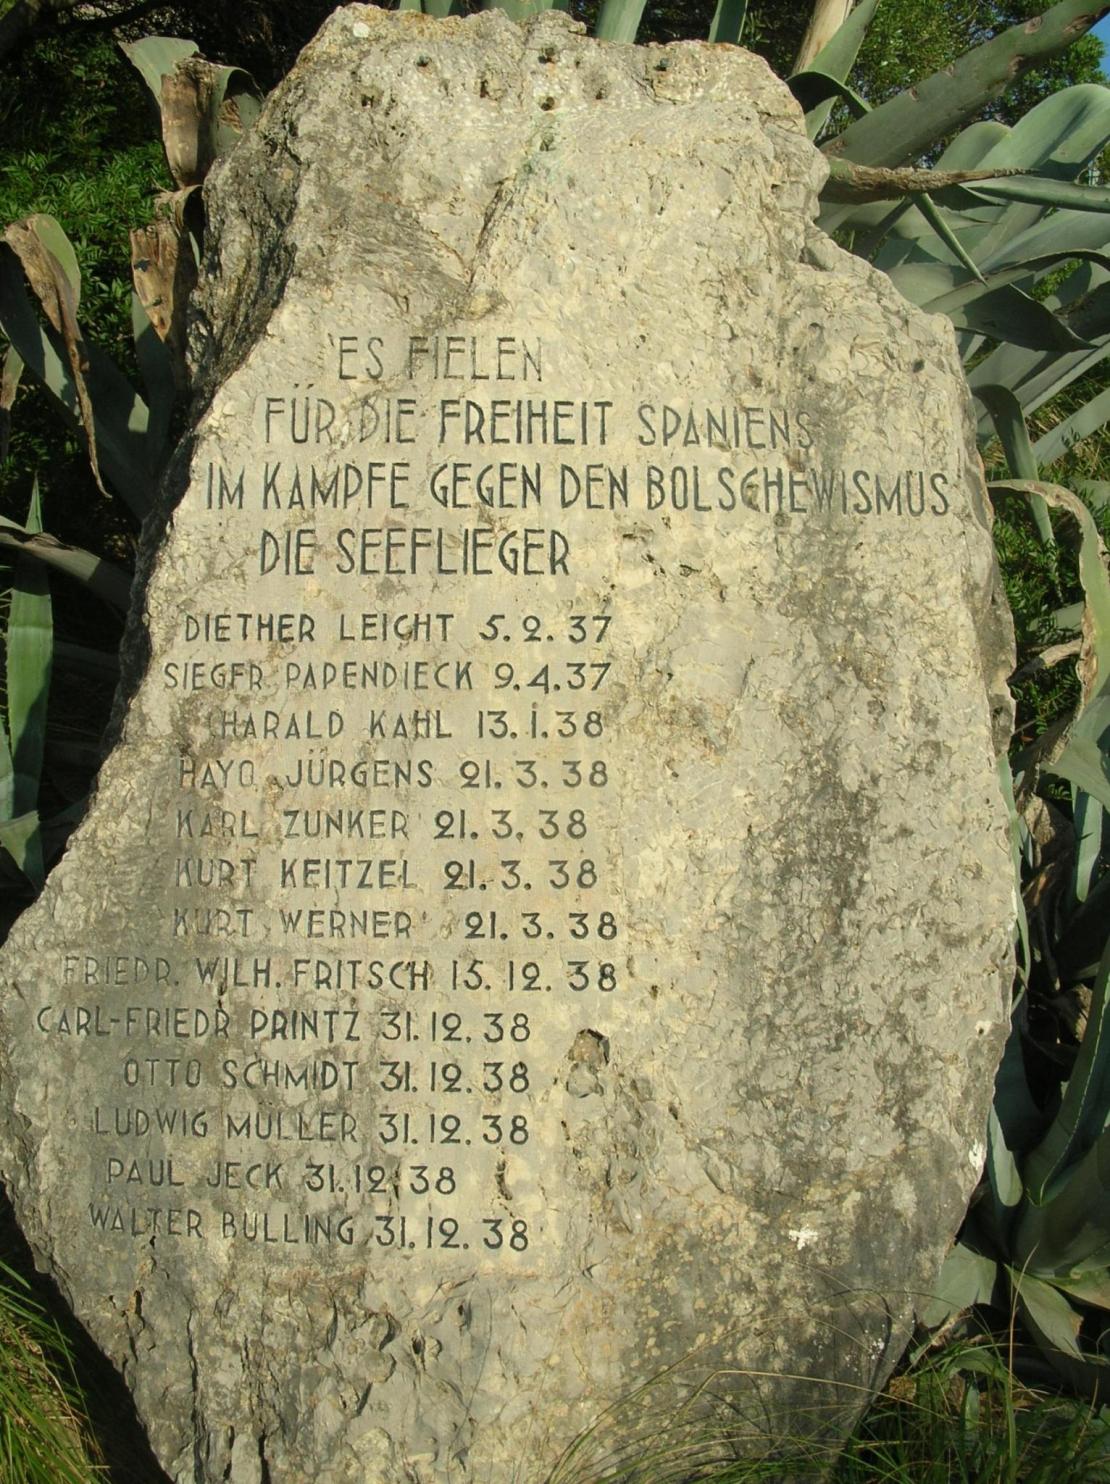 ES FIELEN
FÜR DIE FREIHEIT SPANIENS
IM KAMPFE GEGEN DEN BOLSCHEWISMUS
DIE SEEFLIEGER
DIETHER LEICHT 5.2.37
SIEGFR. PAPENDIECK 9.4.37
HARALD KAHL 13.1.38
HAYO JÜRGENS 21.3.38
KARL ZUNKER 21.3.38
KURT KEITZEL 21.3.38
KURT WERNER 21.3.38
FRIEDR. WILH. FRITSCH 15.12.38
CARL-FRIEDR PRINTZ 31.12.38
OTTO SCHMIDT 31.12.38
LUDWIG MÜLLER 31.12.38
PAUL JECK 31.12.38
WALTER BULLING 31.12.38